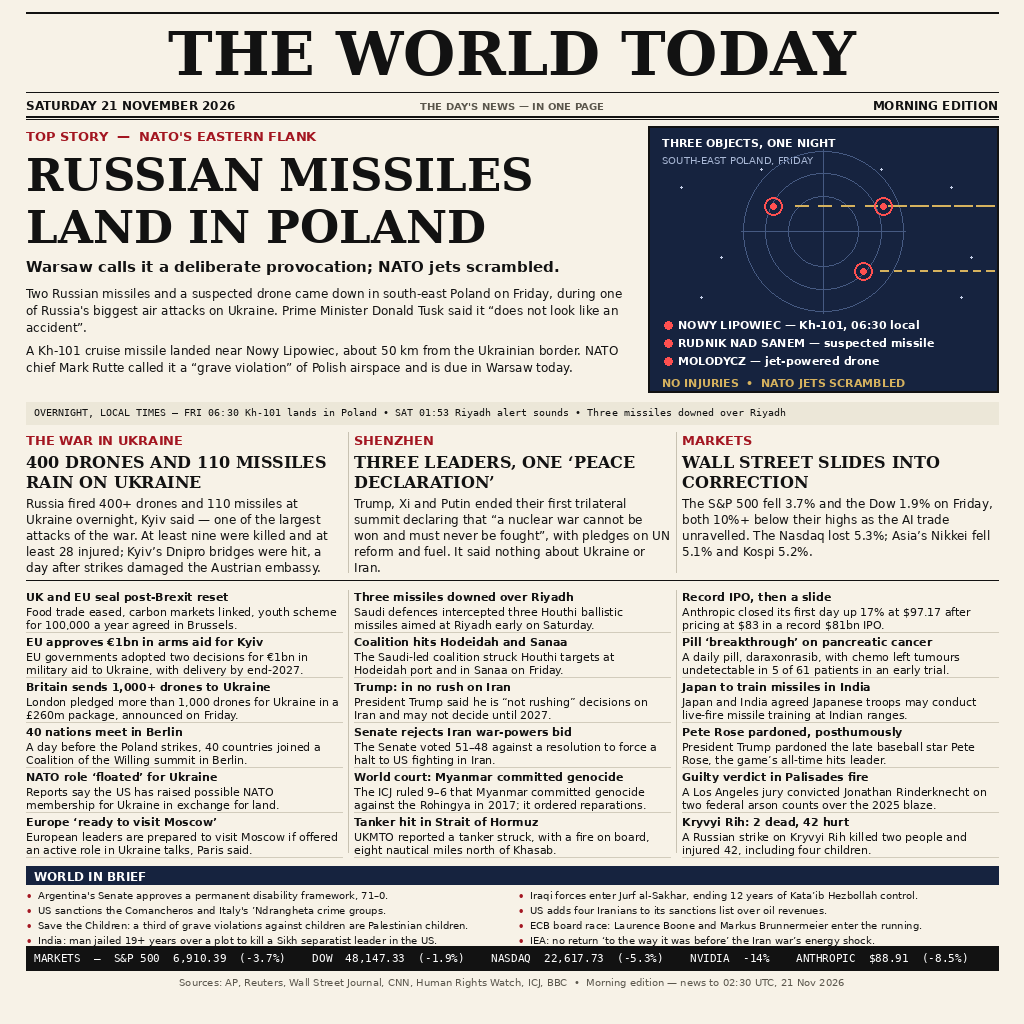 THE WORLD TODAY
SATURDAY 21 NOVEMBER 2026
THE DAY'S NEWS — IN ONE PAGE
MORNING EDITION
TOP STORY — NATO'S EASTERN FLANK
RUSSIAN MISSILES
LAND IN POLAND
Warsaw calls it a deliberate provocation; NATO jets scrambled.
Two Russian missiles and a suspected drone came down in south-east Poland on Friday, during one
of Russia's biggest air attacks on Ukraine. Prime Minister Donald Tusk said it “does not look like an
accident”.
A Kh-101 cruise missile landed near Nowy Lipowiec, about 50 km from the Ukrainian border. NATO
chief Mark Rutte called it a “grave violation” of Polish airspace and is due in Warsaw today.
THREE OBJECTS, ONE NIGHT
SOUTH-EAST POLAND, FRIDAY
NOWY LIPOWIEC — Kh-101, 06:30 local
RUDNIK NAD SANEM — suspected missile
MOLODYCZ — jet-powered drone
NO INJURIES • NATO JETS SCRAMBLED
OVERNIGHT, LOCAL TIMES — FRI 06:30 Kh-101 lands in Poland • SAT 01:53 Riyadh alert sounds • Three missiles downed over Riyadh
THE WAR IN UKRAINE
400 DRONES AND 110 MISSILES
RAIN ON UKRAINE
Russia fired 400+ drones and 110 missiles at
Ukraine overnight, Kyiv said — one of the largest
attacks of the war. At least nine were killed and at
least 28 injured; Kyiv’s Dnipro bridges were hit, a
day after strikes damaged the Austrian embassy.
SHENZHEN
THREE LEADERS, ONE ‘PEACE
DECLARATION’
Trump, Xi and Putin ended their first trilateral
summit declaring that “a nuclear war cannot be
won and must never be fought”, with pledges on UN
reform and fuel. It said nothing about Ukraine or
Iran.
MARKETS
WALL STREET SLIDES INTO
CORRECTION
The S&P 500 fell 3.7% and the Dow 1.9% on Friday,
both 10%+ below their highs as the AI trade
unravelled. The Nasdaq lost 5.3%; Asia’s Nikkei fell
5.1% and Kospi 5.2%.
UK and EU seal post-Brexit reset
Food trade eased, carbon markets linked, youth scheme
for 100,000 a year agreed in Brussels.
EU approves €1bn in arms aid for Kyiv
EU governments adopted two decisions for €1bn in
military aid to Ukraine, with delivery by end-2027.
Britain sends 1,000+ drones to Ukraine
London pledged more than 1,000 drones for Ukraine in a
£260m package, announced on Friday.
40 nations meet in Berlin
A day before the Poland strikes, 40 countries joined a
Coalition of the Willing summit in Berlin.
NATO role ‘floated’ for Ukraine
Reports say the US has raised possible NATO
membership for Ukraine in exchange for land.
Europe ‘ready to visit Moscow’
European leaders are prepared to visit Moscow if offered
an active role in Ukraine talks, Paris said.
Three missiles downed over Riyadh
Saudi defences intercepted three Houthi ballistic
missiles aimed at Riyadh early on Saturday.
Coalition hits Hodeidah and Sanaa
The Saudi-led coalition struck Houthi targets at
Hodeidah port and in Sanaa on Friday.
Trump: in no rush on Iran
President Trump said he is “not rushing” decisions on
Iran and may not decide until 2027.
Senate rejects Iran war-powers bid
The Senate voted 51–48 against a resolution to force a
halt to US fighting in Iran.
World court: Myanmar committed genocide
The ICJ ruled 9–6 that Myanmar committed genocide
against the Rohingya in 2017; it ordered reparations.
Tanker hit in Strait of Hormuz
UKMTO reported a tanker struck, with a fire on board,
eight nautical miles north of Khasab.
Record IPO, then a slide
Anthropic closed its first day up 17% at $97.17 after
pricing at $83 in a record $81bn IPO.
Pill ‘breakthrough’ on pancreatic cancer
A daily pill, daraxonrasib, with chemo left tumours
undetectable in 5 of 61 patients in an early trial.
Japan to train missiles in India
Japan and India agreed Japanese troops may conduct
live-fire missile training at Indian ranges.
Pete Rose pardoned, posthumously
President Trump pardoned the late baseball star Pete
Rose, the game’s all-time hits leader.
Guilty verdict in Palisades fire
A Los Angeles jury convicted Jonathan Rinderknecht on
two federal arson counts over the 2025 blaze.
Kryvyi Rih: 2 dead, 42 hurt
A Russian strike on Kryvyi Rih killed two people and
injured 42, including four children.
WORLD IN BRIEF
• Argentina's Senate approves a permanent disability framework, 71–0.
• US sanctions the Comancheros and Italy's 'Ndrangheta crime groups.
• Save the Children: a third of grave violations against children are Palestinian children.
• India: man jailed 19+ years over a plot to kill a Sikh separatist leader in the US.
• Iraqi forces enter Jurf al-Sakhar, ending 12 years of Kata’ib Hezbollah control.
• US adds four Iranians to its sanctions list over oil revenues.
• ECB board race: Laurence Boone and Markus Brunnermeier enter the running.
• IEA: no return ‘to the way it was before’ the Iran war’s energy shock.
MARKETS — S&P 500 6,910.39 (-3.7%) DOW 48,147.33 (-1.9%) NASDAQ 22,617.73 (-5.3%) NVIDIA -14% ANTHROPIC $88.91 (-8.5%)
Sources: AP, Reuters, Wall Street Journal, CNN, Human Rights Watch, ICJ, BBC • Morning edition — news to 02:30 UTC, 21 Nov 2026